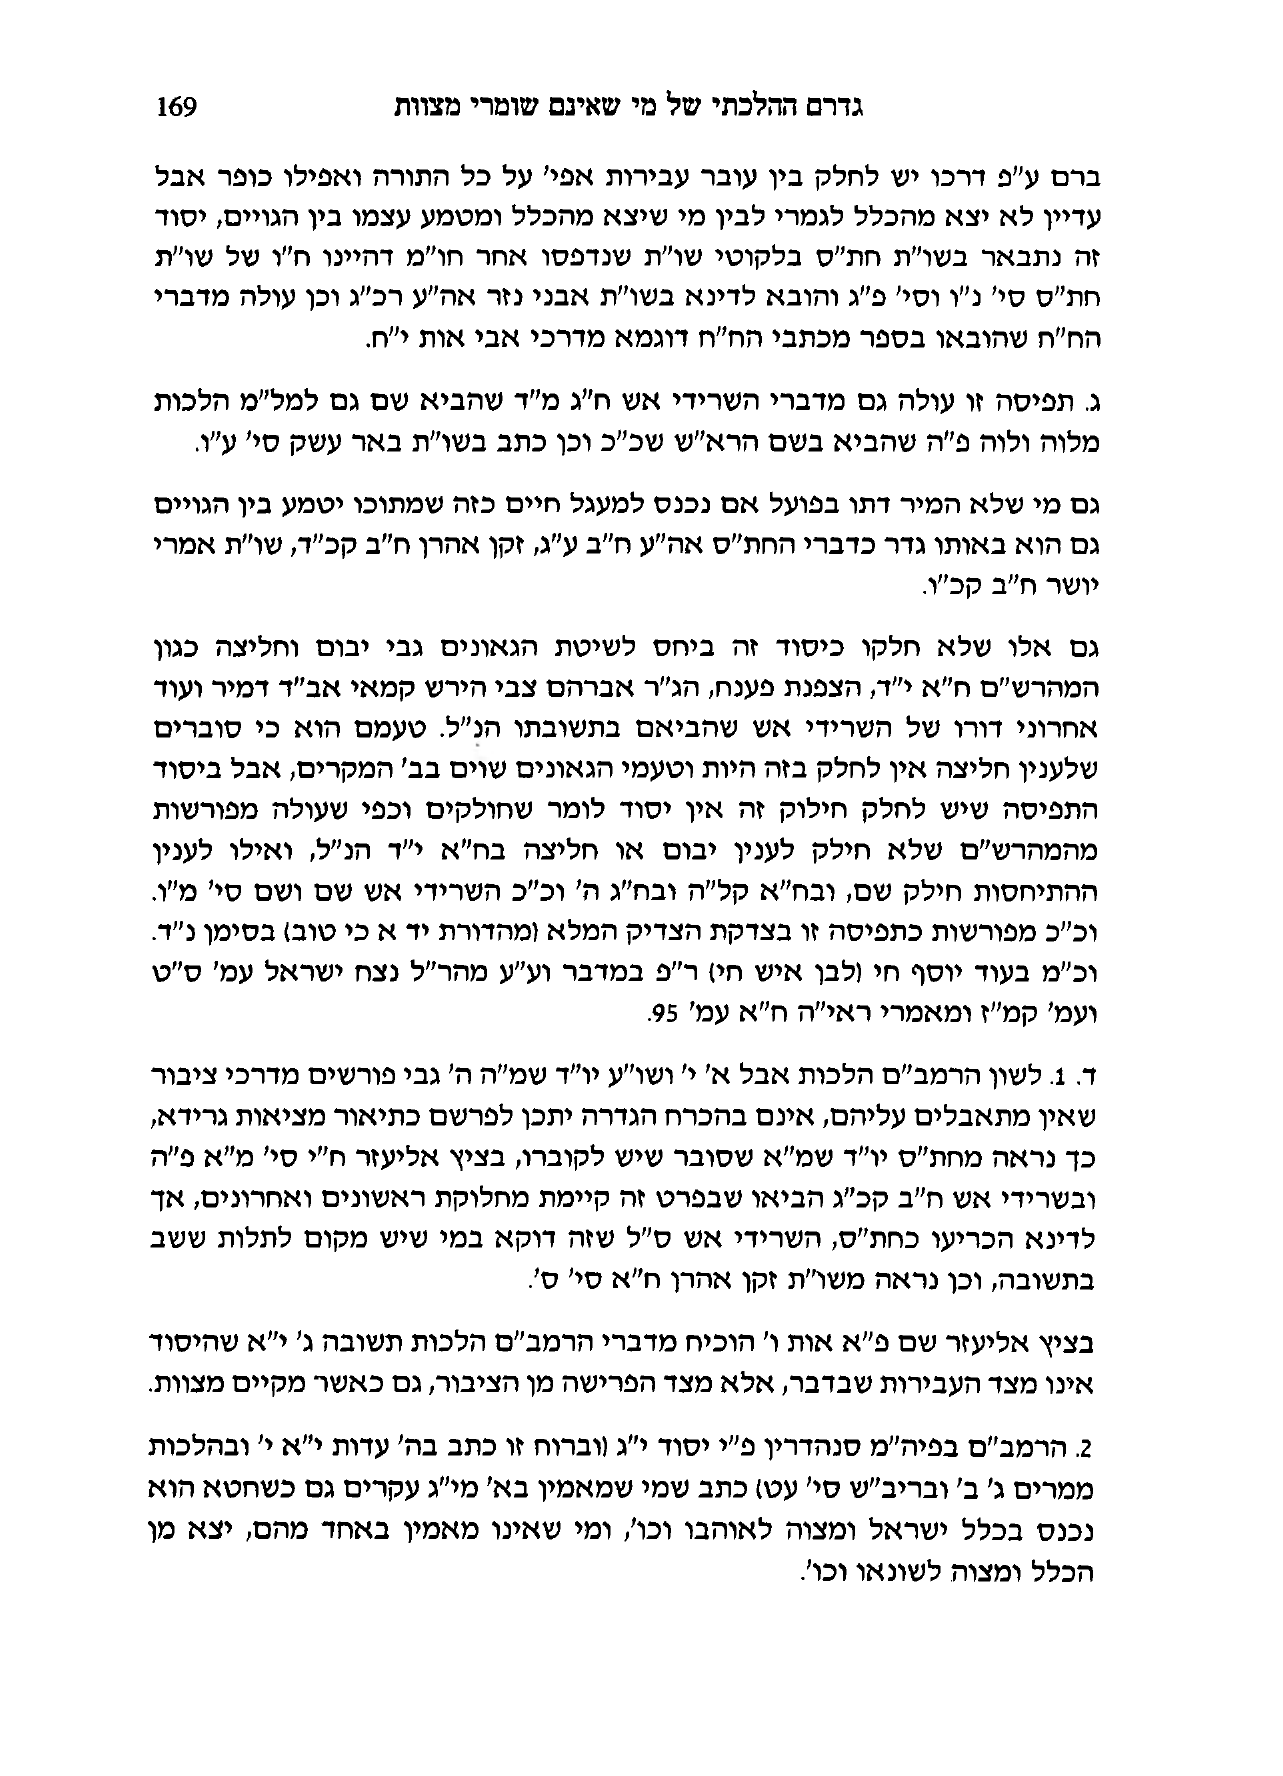 גדרם ההלכתי של מי שאינם שומרי מצוות 169
ברם ע"פ דרכו יש לחלק בין עובר עבירות אפי' על כל התורה ואפילו כופר אבל
עדיין לא יצא מהכלל לגמרי לבין מי שיצא מהכלל ומטמע עצמו בין הגויים, יסוד
זה נתבאר בשו"ת חת"ס בלקוטי שו"ת שנדפסו אחר חו"מ דהיינו ח"ו של שו"ת
חת"ס סי' נ"ו וסי' פ"ג והובא לדינא בשו"ת אבני נזר אה"ע רכ"ג וכן עולה מדברי
הח"ח שהובאו בספר מכתבי הח"ח דוגמא מדרכי אבי אות י"ח.
ג. תפיסה זו עולה גם מדברי השרידי אש ח"ג מ"ד שהביא שם גם למל"מ הלכות
מלוה ולוה פ"ה שהביא בשם הרא"ש שכ"כ וכן כתב בשו"ת באר עשק סי' ע"ו.
גם מי שלא המיר דתו בפועל אם נכנס למעגל חיים כזה שמתוכו יטמע בין הגויים
גם הוא באותו גדר כדברי החת"ס אה"ע ח"ב ע"ג, זקן אהרן ח"ב קכ"ד, שו"ת אמרי
יושר ח"ב קכ"ו.
גם אלו שלא חלקו כיסוד זה ביחס לשיטת הגאונים גבי יבום וחליצה כגון
המהרש"ם ח"א י"ד, הצפנת פענח, הג"ר אברהם צבי הירש קמאי אב"ד דמיר ועוד
אחרוני דורו של השרידי אש שהביאם בתשובתו הנ"ל. טעמם הוא כי סוברים
שלענין חליצה אין לחלק בזה היות וטעמי הגאונים שוים בב' המקרים, אבל ביסוד
התפיסה שיש לחלק חילוק זה אין יסוד לומר שחולקים וכפי שעולה מפורשות
מהמהרש"ם שלא חילק לענין יבום או חליצה בח"א י"ד הנ"ל, ואילו לענין
ההתיחסות חילק שם, ובח"א קל"ה ובח"ג ה' וכ"כ השרידי אש שם ושם סי' מ"ו.
וכ"כ מפורשות כתפיסה זו בצדקת הצדיק המלא (מהדורת יד א כי טוב) בסימן נ"ד.
וכ"מ בעוד יוסף חי (לבן איש חי) ר"פ במדבר וע"ע מהר"ל נצח ישראל עמ' ס"ט
ועמ' קמ"ז ומאמרי ראי"ה ח"א עמ' 95.
ד. 1. לשון הרמב"ם הלכות אבל א' י' ושו"ע יו"ד שמ"ה ה' גבי פורשים מדרכי ציבור
שאין מתאבלים עליהם, אינם בהכרח הגדרה יתכן לפרשם כתיאור מציאות גרידא,
כך נראה מחת"ס יו"ד שמ"א שסובר שיש לקוברו, בציץ אליעזר ח"י סי' מ"א פ"ה
ובשרידי אש ח"ב קכ"ג הביאו שבפרט זה קיימת מחלוקת ראשונים ואחרונים, אך
לדינא הכריעו כחת"ס, השרידי אש ס"ל שזה דוקא במי שיש מקום לתלות ששב
בתשובה, וכן נראה משו"ת זקן אהרן ח"א סי' ס'.
בציץ אליעזר שם פ"א אות ו' הוכיח מדברי הרמב"ם הלכות תשובה ג' י"א שהיסוד
אינו מצד העבירות שבדבר, אלא מצד הפרישה מן הציבור, גם כאשר מקיים מצוות.
2. הרמב"ם בפיה"מ סנהדרין פ"י יסוד י"ג (וברוח זו כתב בה' עדות י"א י' ובהלכות
ממרים ג' ב' ובריב"ש סי' עט) כתב שמי שמאמין בא' מי"ג עקרים גם כשחטא הוא
נכנס בכלל ישראל ומצוה לאוהבו וכו', ומי שאינו מאמין באחד מהם, יצא מן
הכלל ומצוה לשונאו וכו'.